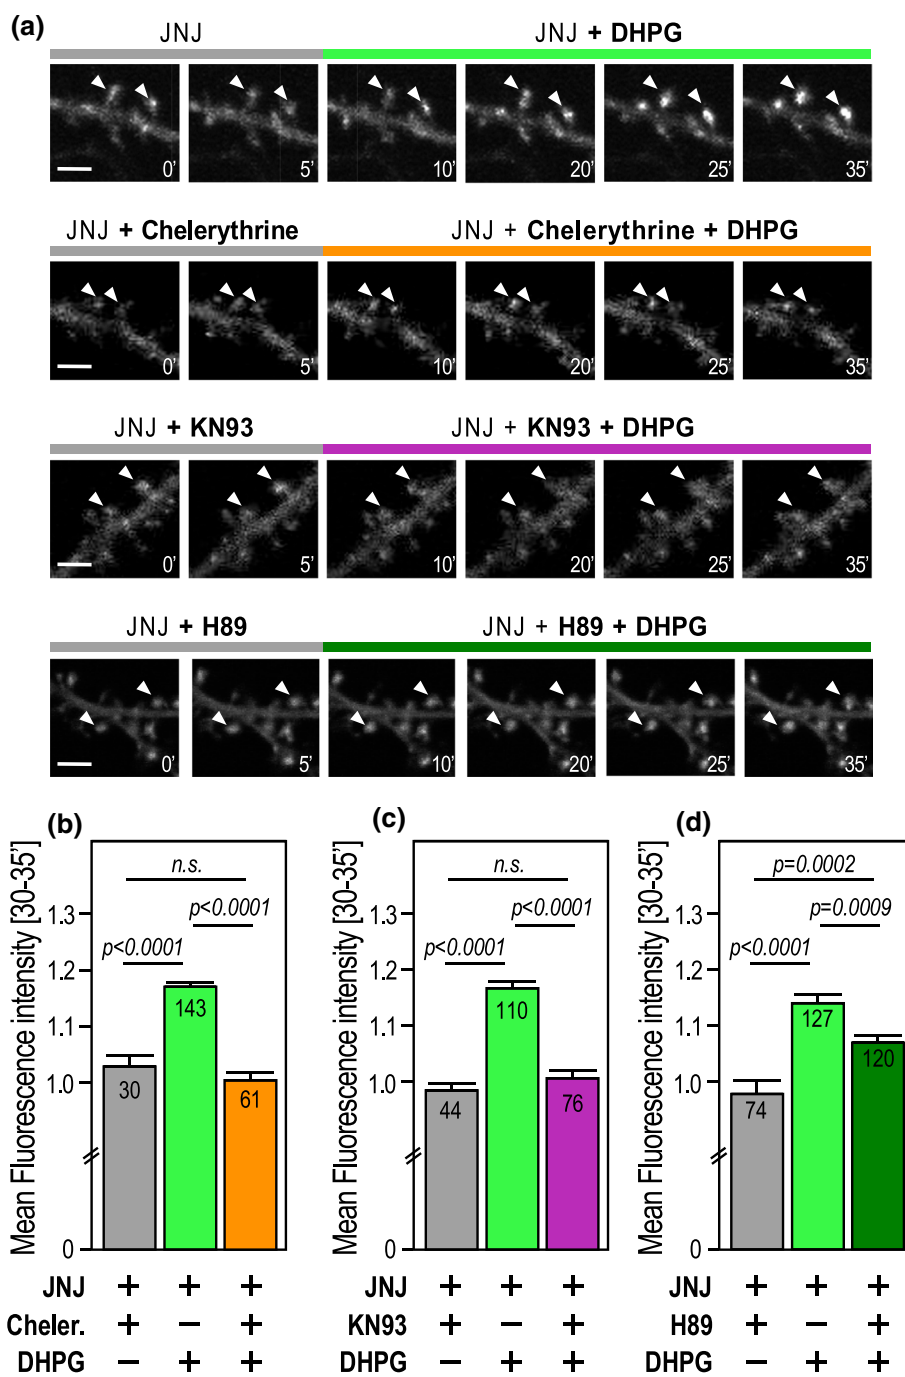 (a)
JNJ JNJ + DHPG
0' 5' 10' 20' 25' 35'
JNJ + Chelerythrine JNJ + Chelerythrine + DHPG
0' 5' 10' 20' 25' 35'
JNJ + KN93 JNJ + KN93 + DHPG
0' 5' 10' 20' 25' 35'
JNJ + H89 JNJ + H89 + DHPG
0' 5' 10' 20' 25' 35'
(b)
Mean Fluorescence intensity [30-35']
n.s.
p<0.0001
p<0.0001
1.3
1.2
1.1
1.0
0
30 143 61
JNJ + + +
Cheler. + − +
DHPG − + +
(c)
Mean Fluorescence intensity [30-35']
n.s.
p<0.0001
p<0.0001
1.3
1.2
1.1
1.0
0
44 110 76
JNJ + + +
KN93 + − +
DHPG − + +
(d)
Mean Fluorescence intensity [30-35']
p=0.0002
p=0.0009
p<0.0001
1.3
1.2
1.1
1.0
0
74 127 120
JNJ + + +
H89 + − +
DHPG − + +